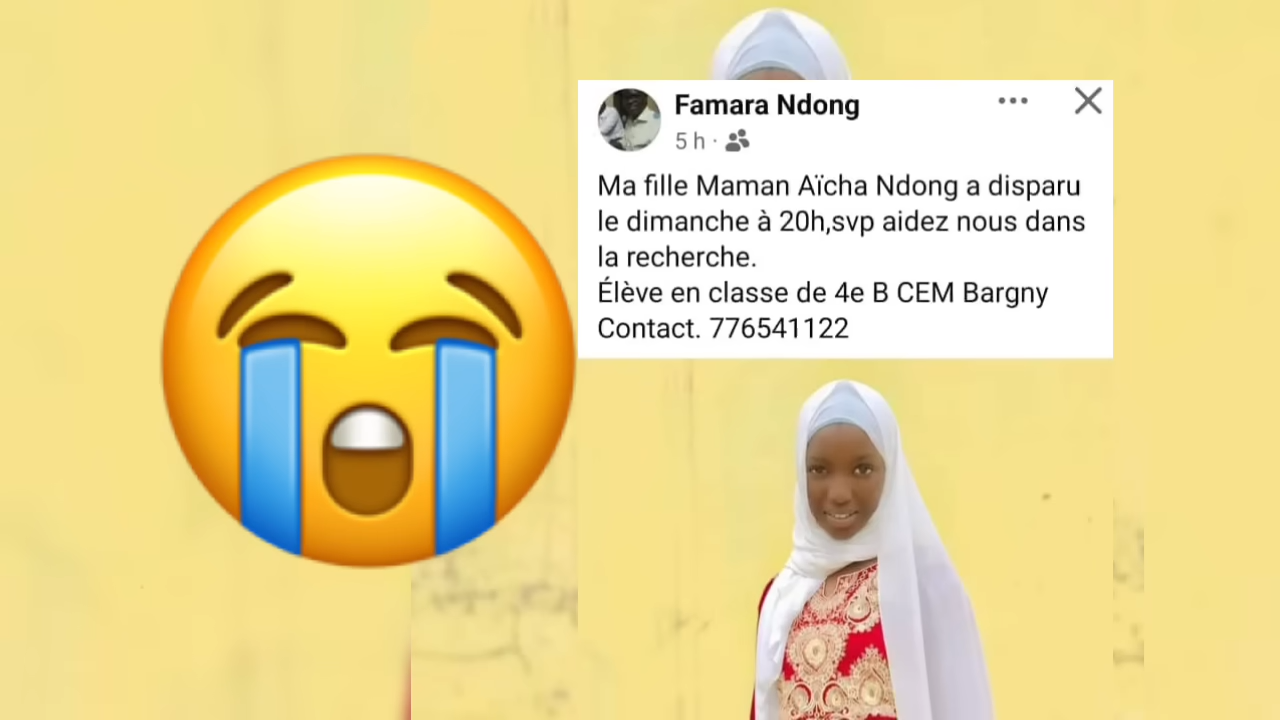 Famara Ndong
5 h ·
Ma fille Maman Aïcha Ndong a disparu
le dimanche à 20h,svp aidez nous dans
la recherche.
Élève en classe de 4e B CEM Bargny
Contact. 776541122